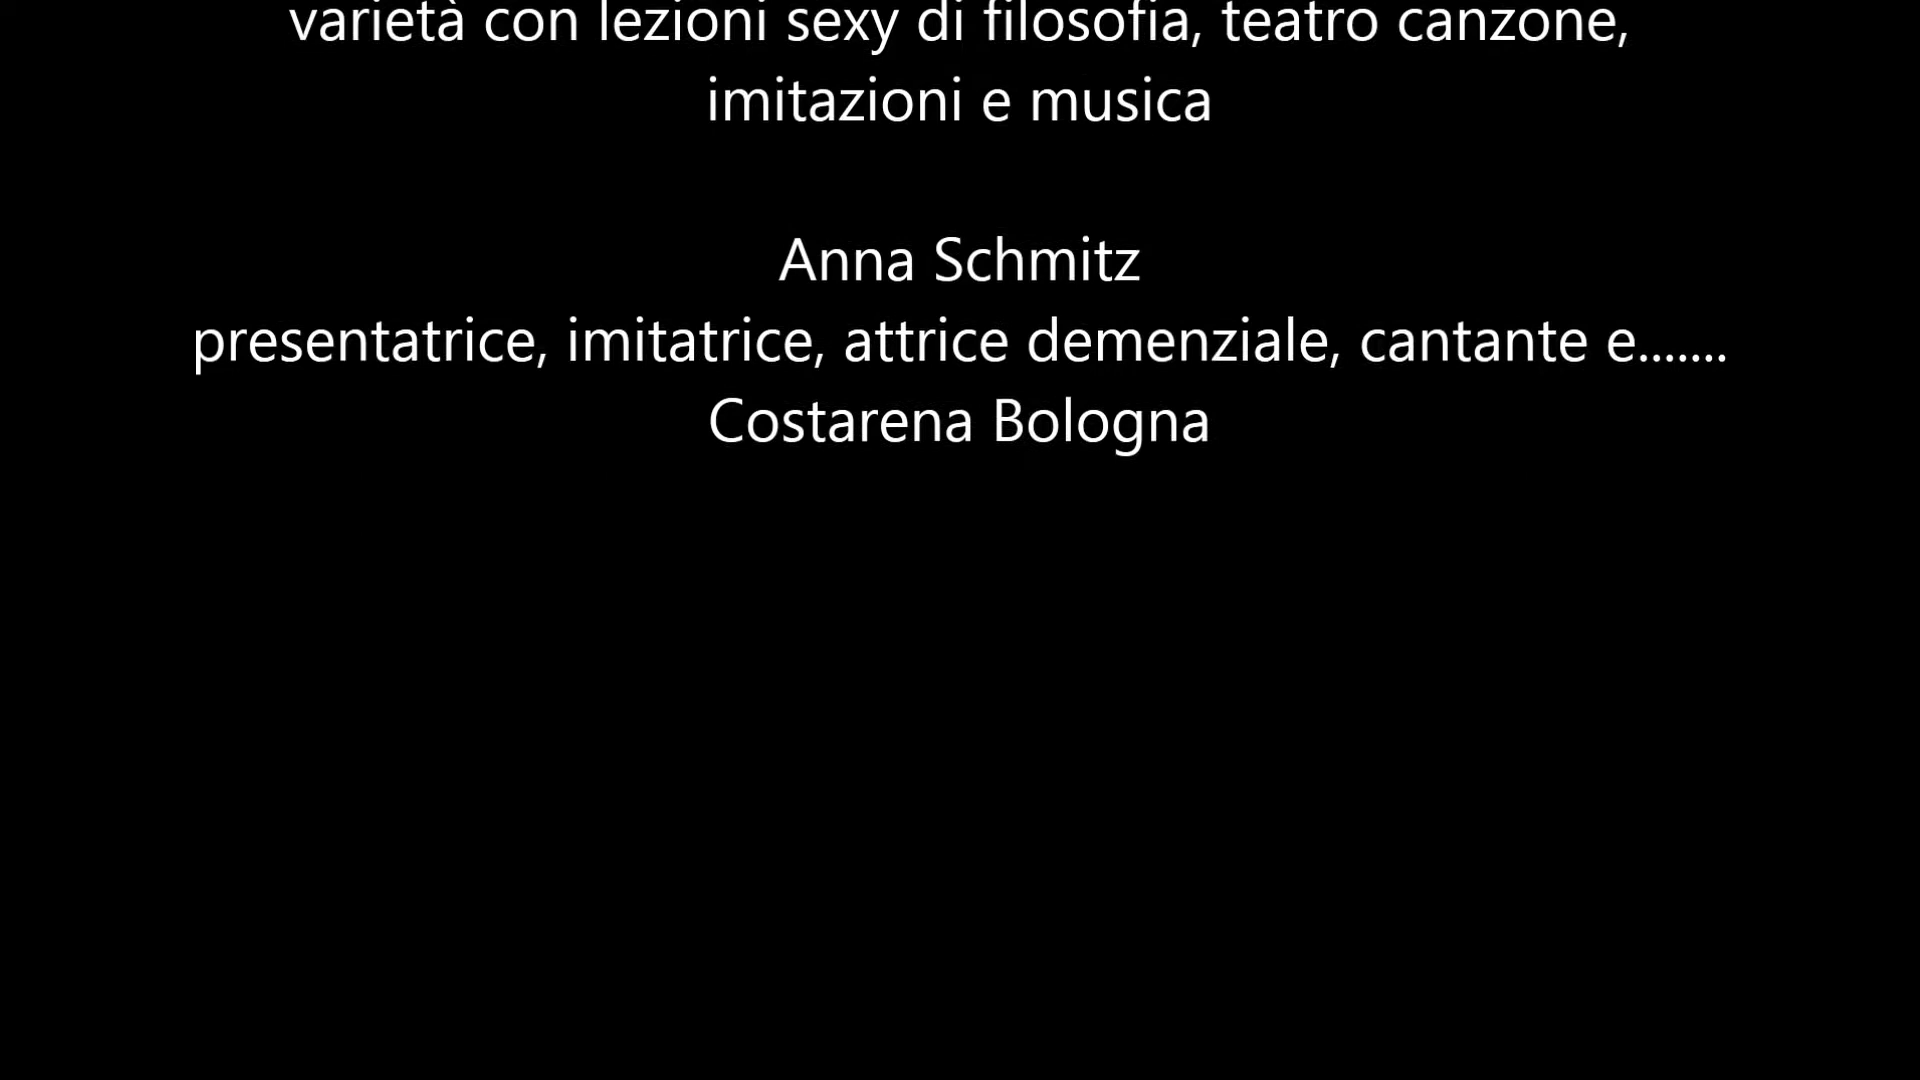 varietà con lezioni sexy di filosofia, teatro canzone,
imitazioni e musica
Anna Schmitz
presentatrice, imitatrice, attrice demenziale, cantante e.......
Costarena Bologna